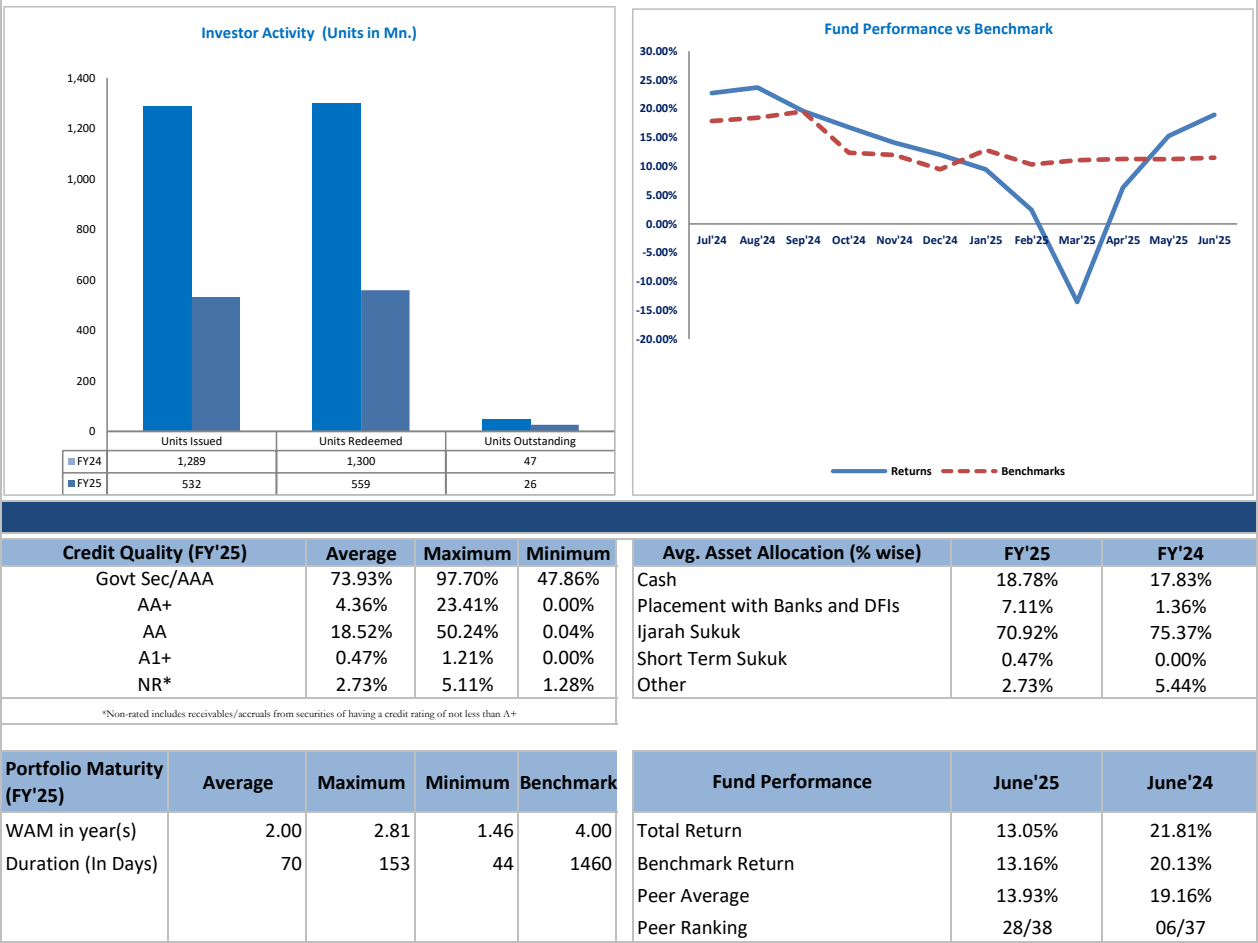 Investor Activity (Units in Mn.)
1,400
1,200
1,000
800
600
400
200
0
Units Issued Units Redeemed Units Outstanding
FY24 1,289 1,300 47
FY25 532 559 26
Fund Performance vs Benchmark
30.00%
25.00%
20.00%
15.00%
10.00%
5.00%
0.00%
-5.00%
-10.00%
-15.00%
-20.00%
Jul'24 Aug'24 Sep'24 Oct'24 Nov'24 Dec'24 Jan'25 Feb'25 Mar'25 Apr'25 May'25 Jun'25
Returns Benchmarks
Credit Quality (FY'25) Average Maximum Minimum
Govt Sec/AAA 73.93% 97.70% 47.86%
AA+ 4.36% 23.41% 0.00%
AA 18.52% 50.24% 0.04%
A1+ 0.47% 1.21% 0.00%
NR* 2.73% 5.11% 1.28%
*Non-rated includes receivables/accruals from securities of having a credit rating of not less than A+
Avg. Asset Allocation (% wise) FY'25 FY'24
Cash 18.78% 17.83%
Placement with Banks and DFIs 7.11% 1.36%
Ijarah Sukuk 70.92% 75.37%
Short Term Sukuk 0.47% 0.00%
Other 2.73% 5.44%
Portfolio Maturity
(FY'25) Average Maximum Minimum Benchmark
WAM in year(s) 2.00 2.81 1.46 4.00
Duration (In Days) 70 153 44 1460
Fund Performance June'25 June'24
Total Return 13.05% 21.81%
Benchmark Return 13.16% 20.13%
Peer Average 13.93% 19.16%
Peer Ranking 28/38 06/37